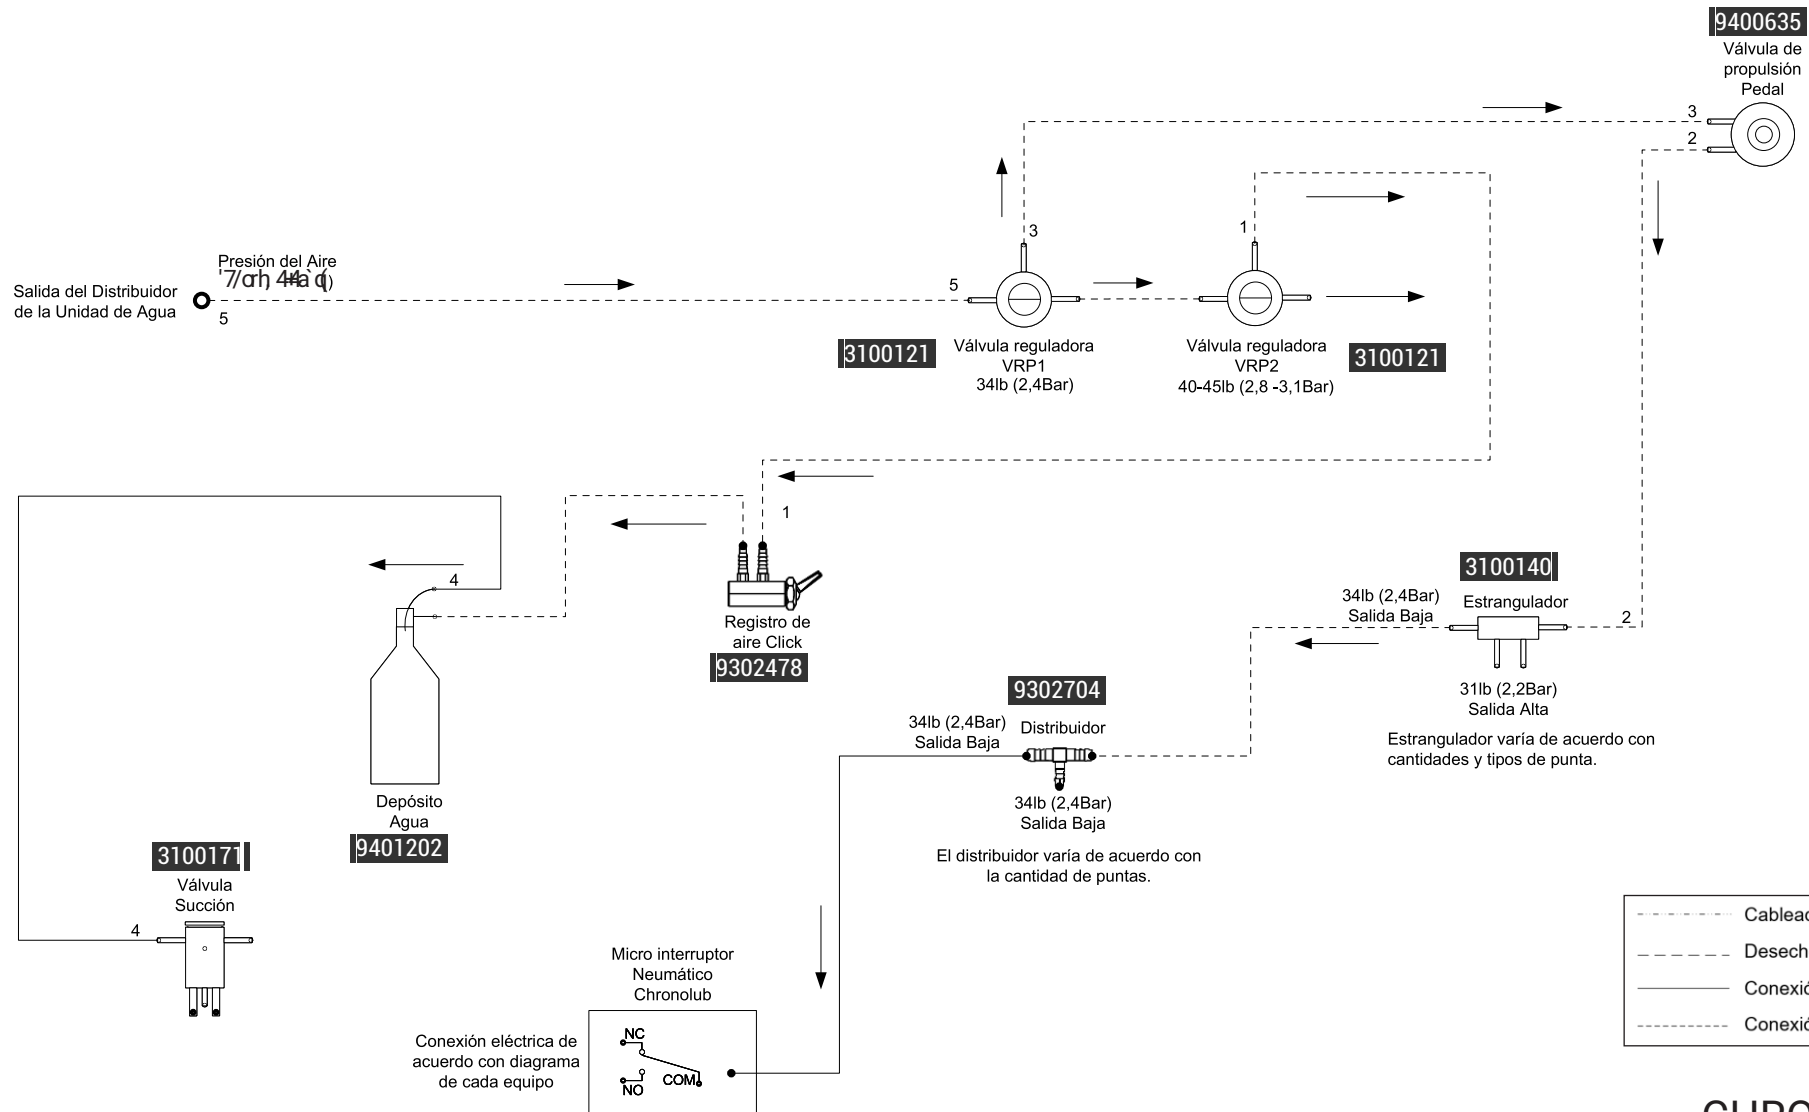 9400635
Válvula de
propulsión
Pedal
3
2
Presión del Aire
Salida del Distribuidor
de la Unidad de Agua
5
5
3
1
3100121
Válvula reguladora
VRP1
34lb (2,4Bar)
Válvula reguladora
VRP2
40-45lb (2,8 -3,1Bar)
3100121
1
4
Registro de
aire Click
9302478
3100140
34lb (2,4Bar)
Salida Baja
Estrangulador
2
31lb (2,2Bar)
Salida Alta
Estrangulador varía de acuerdo con
cantidades y tipos de punta.
9302704
34lb (2,4Bar)
Salida Baja
Distribuidor
34lb (2,4Bar)
Salida Baja
El distribuidor varía de acuerdo con
la cantidad de puntas.
Depósito
Agua
9401202
3100171
Válvula
Succión
4
Micro interruptor
Neumático
Chronolub
Conexión eléctrica de
acuerdo con diagrama
de cada equipo
NC
COM
NO
Cablead
Desech
Conexió
Conexió